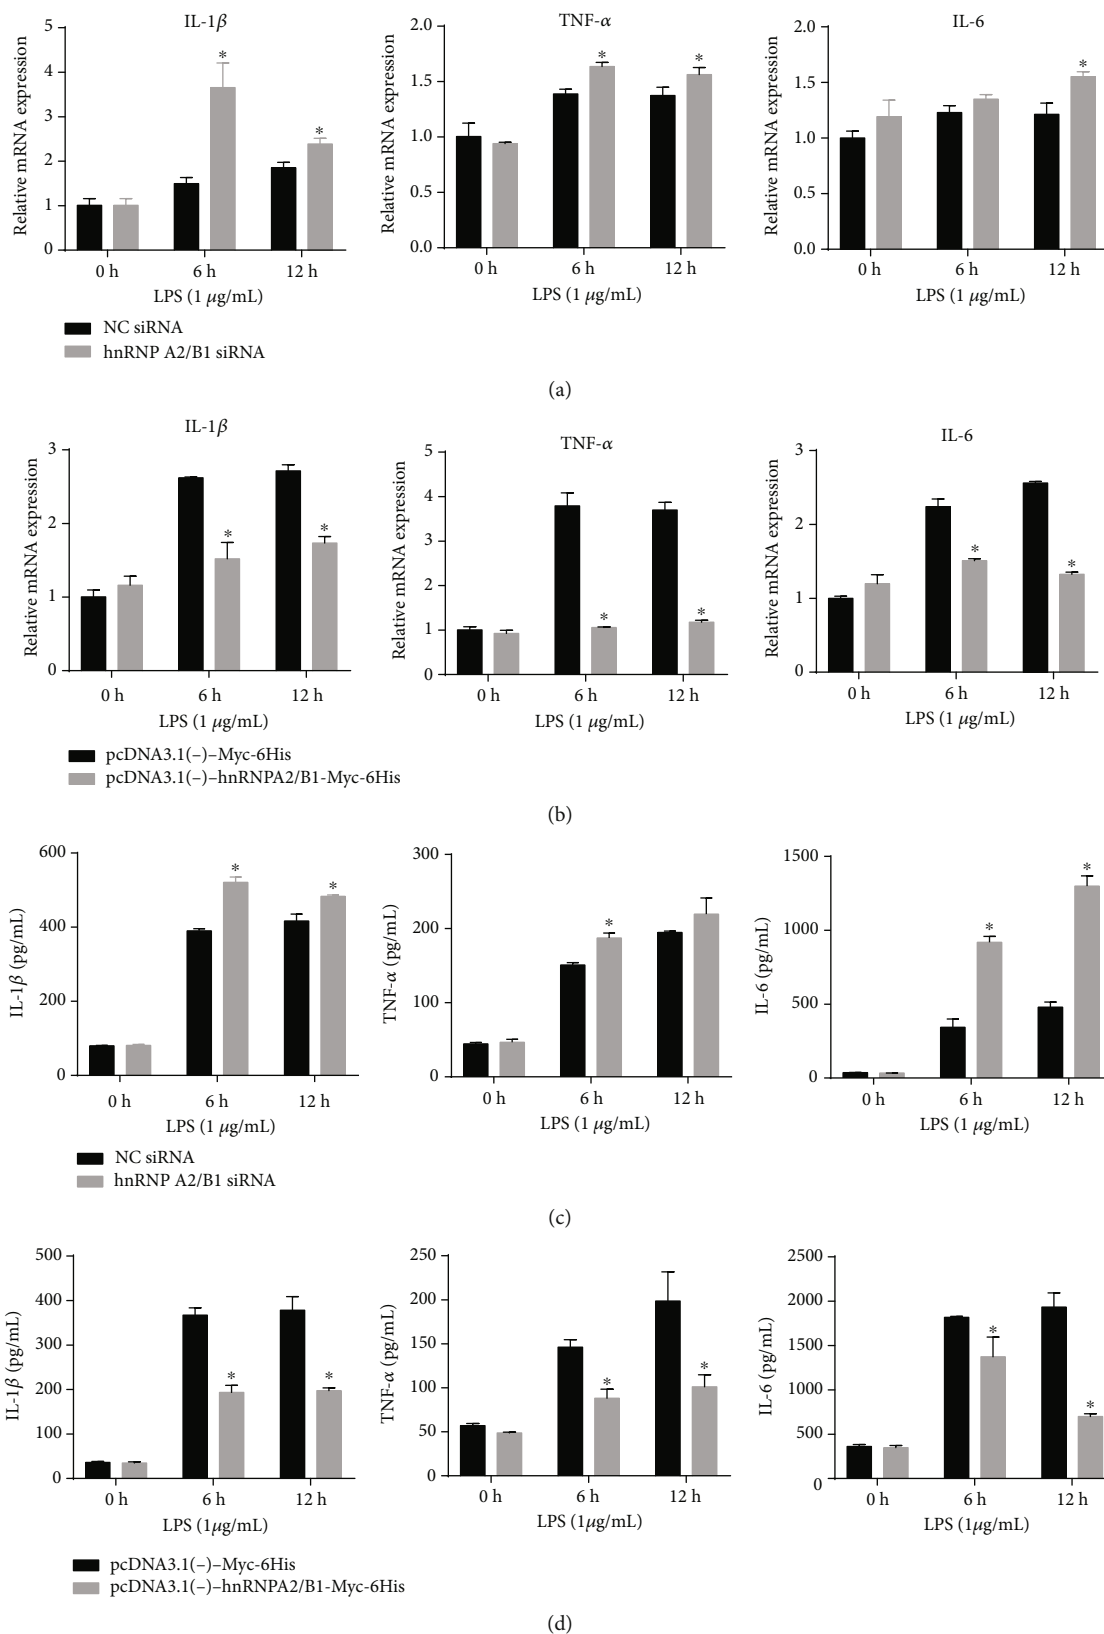 IL-1β
Relative mRNA expression
5
4
3
2
1
0
*
*
0 h
6 h
12 h
LPS (1 μg/mL)
TNF-α
Relative mRNA expression
2.0
1.5
1.0
0.5
0.0
*
*
0 h
6 h
12 h
LPS (1 μg/mL)
IL-6
Relative mRNA expression
2.0
1.5
1.0
0.5
0.0
*
0 h
6 h
12 h
LPS (1 μg/mL)
NC siRNA
hnRNP A2/B1 siRNA
(a)
IL-1β
Relative mRNA expression
3
2
1
0
*
*
0 h
6 h
12 h
LPS (1 μg/mL)
TNF-α
Relative mRNA expression
5
4
3
2
1
0
*
*
0 h
6 h
12 h
LPS (1 μg/mL)
IL-6
Relative mRNA expression
3
2
1
0
*
*
0 h
6 h
12 h
LPS (1 μg/mL)
pcDNA3.1(–)–Myc-6His
pcDNA3.1(–)–hnRNPA2/B1-Myc-6His
(b)
IL-1β (pg/mL)
600
400
200
0
*
*
0 h
6 h
12 h
LPS (1 μg/mL)
TNF-α (pg/mL)
300
200
100
0
*
0 h
6 h
12 h
LPS (1 μg/mL)
IL-6 (pg/mL)
1500
1000
500
0
*
*
0 h
6 h
12 h
LPS (1 μg/mL)
NC siRNA
hnRNP A2/B1 siRNA
(c)
IL-1β (pg/mL)
500
400
300
200
100
0
*
*
0 h
6 h
12 h
LPS (1μg/mL)
TNF-α (pg/mL)
250
200
150
100
50
0
*
*
0 h
6 h
12 h
LPS (1μg/mL)
IL-6 (pg/mL)
2500
2000
1500
1000
500
0
*
*
0 h
6 h
12 h
LPS (1μg/mL)
pcDNA3.1(–)–Myc-6His
pcDNA3.1(–)–hnRNPA2/B1-Myc-6His
(d)